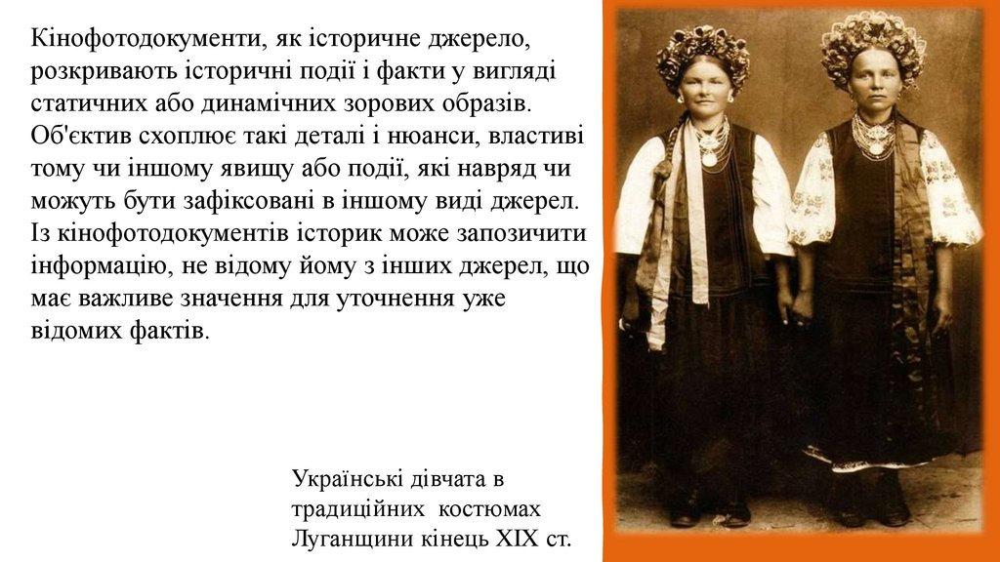 Кінофотодокументи, як історичне джерело,
розкривають історичні події і факти у вигляді
статичних або динамічних зорових образів.
Об'єктив схоплює такі деталі і нюанси, властиві
тому чи іншому явищу або події, які навряд чи
можуть бути зафіксовані в іншому виді джерел.
Із кінофотодокументів історик може запозичити
інформацію, не відому йому з інших джерел, що
має важливе значення для уточнення уже
відомих фактів.
Українські дівчата в
традиційних костюмах
Луганщини кінець XIX ст.